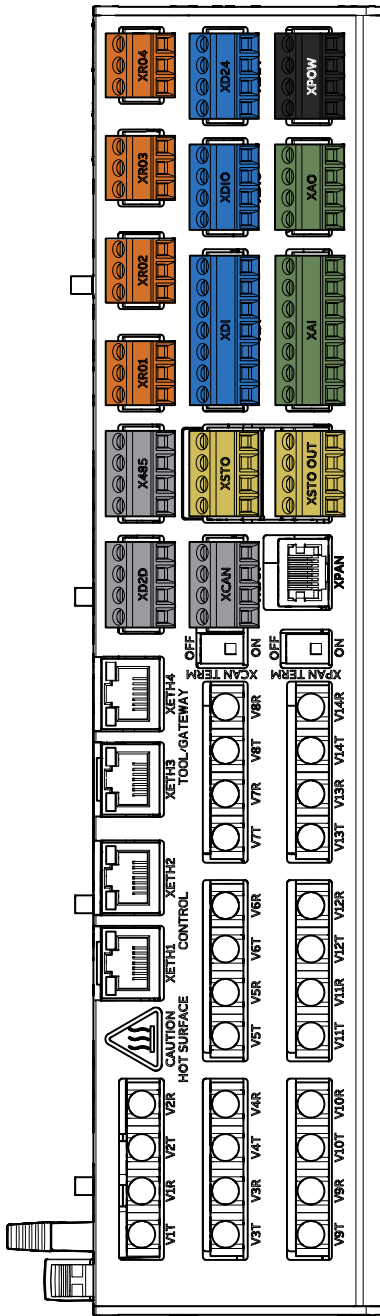 XRO4
XD24
XPOW
XRO3
XDIO
XAO
XRO2
XDI
XAI
XRO1
X485
XSTO
XSTO OUT
XD2D
XCAN
XPAN
OFF
ON
XCAN TERM
OFF
ON
XPAN TERM
XETH4
XETH3
TOOL/GATEWAY
XETH2
XETH1
CONTROL
CAUTION
HOT SURFACE
V8R
V8T
V7R
V7T
V14R
V14T
V13R
V13T
V6R
V6T
V5R
V5T
V12R
V12T
V11R
V11T
V2R
V2T
V1R
V1T
V4R
V4T
V3R
V3T
V10R
V10T
V9R
V9T